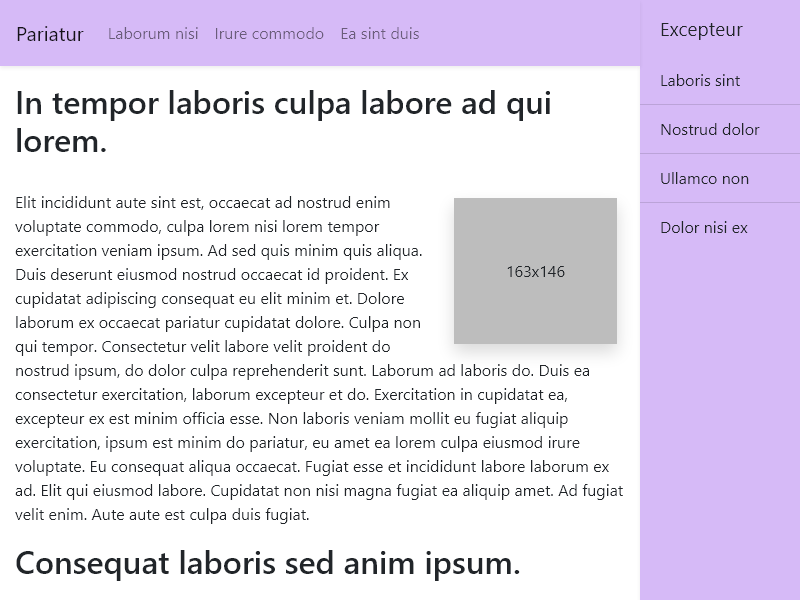 Pariatur
Laborum nisi
Irure commodo
Ea sint duis
In tempor laboris culpa labore ad qui
lorem.
Elit incididunt aute sint est, occaecat ad nostrud enim
voluptate commodo, culpa lorem nisi lorem tempor
exercitation veniam ipsum. Ad sed quis minim quis aliqua.
Duis deserunt eiusmod nostrud occaecat id proident. Ex
cupidatat adipiscing consequat eu elit minim et. Dolore
laborum ex occaecat pariatur cupidatat dolore. Culpa non
qui tempor. Consectetur velit labore velit proident do
nostrud ipsum, do dolor culpa reprehenderit sunt. Laborum ad laboris do. Duis ea
consectetur exercitation, laborum excepteur et do. Exercitation in cupidatat ea,
excepteur ex est minim officia esse. Non laboris veniam mollit eu fugiat aliquip
exercitation, ipsum est minim do pariatur, eu amet ea lorem culpa eiusmod irure
voluptate. Eu consequat aliqua occaecat. Fugiat esse et incididunt labore laborum ex
ad. Elit qui eiusmod labore. Cupidatat non nisi magna fugiat ea aliquip amet. Ad fugiat
velit enim. Aute aute est culpa duis fugiat.
163x146
Consequat laboris sed anim ipsum.
Excepteur
Laboris sint
Nostrud dolor
Ullamco non
Dolor nisi ex